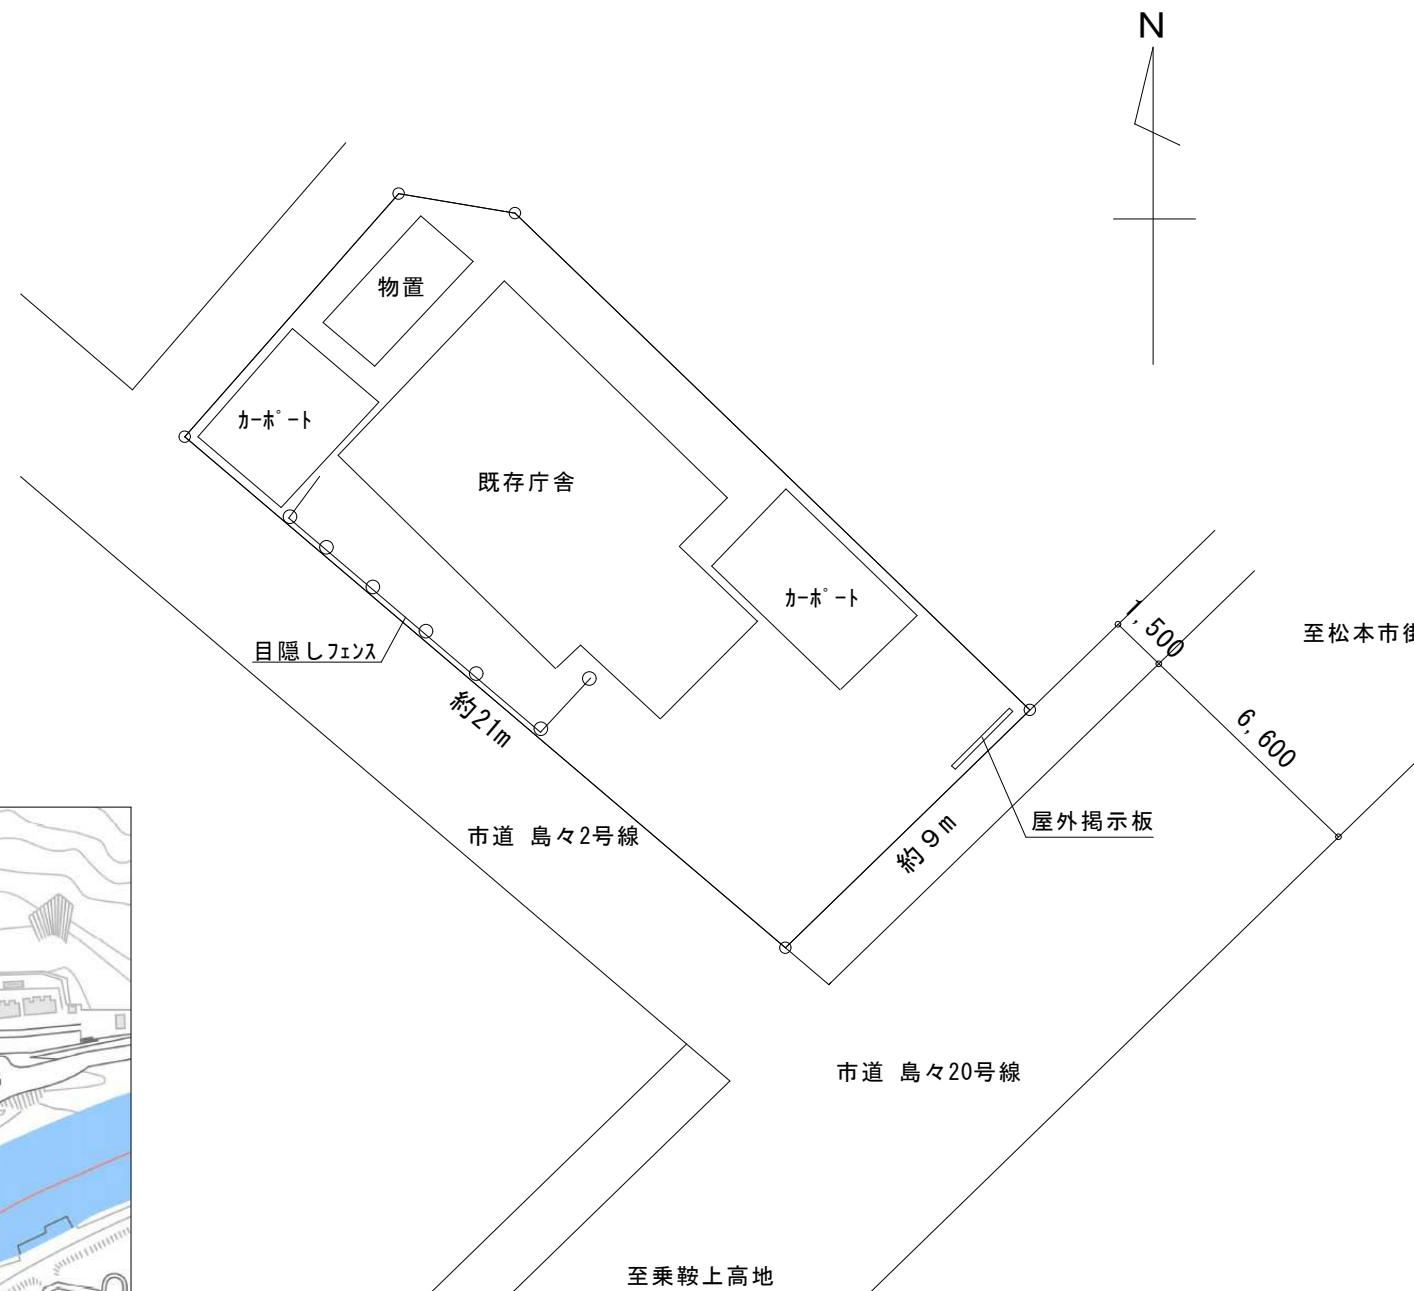 N
物置
ｶｰﾎﾟｰﾄ
既存庁舎
ｶｰﾎﾟｰﾄ
1,500
至松本市
目隠しﾌｪﾝｽ
約21m
6,600
屋外掲示板
市道 島々2号線
約９ｍ
市道 島々20号線
至乗鞍上高地